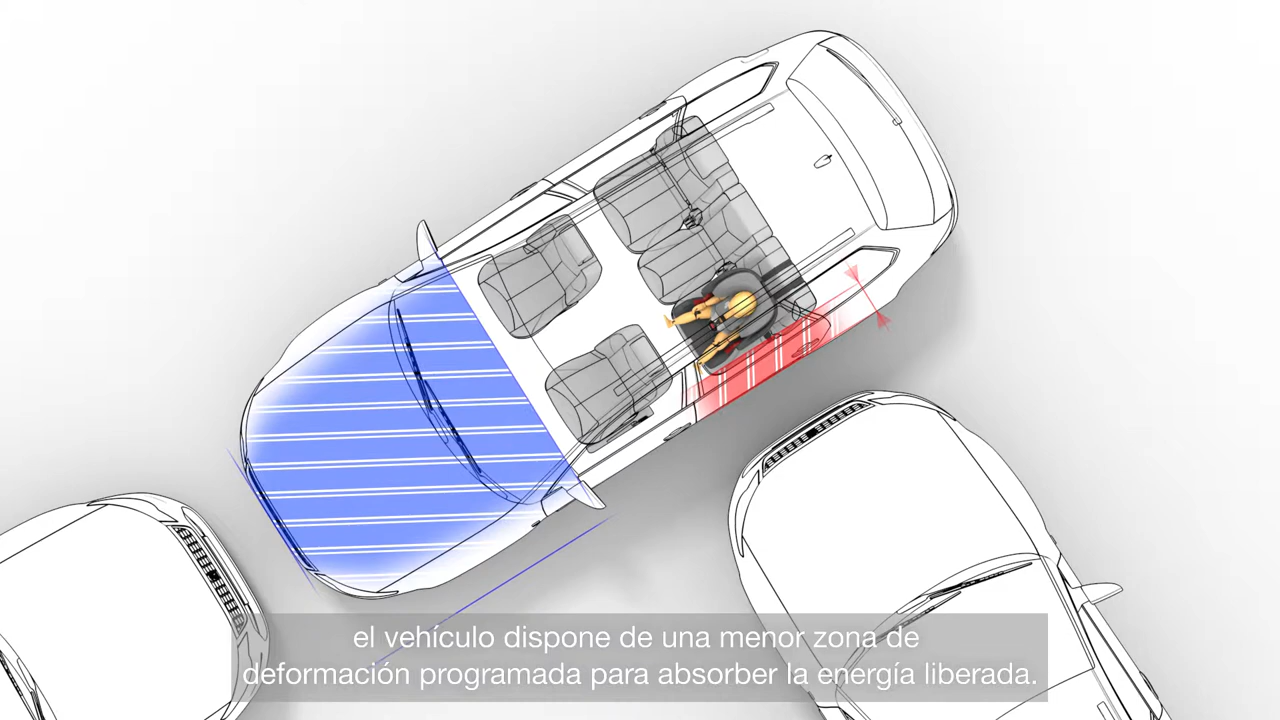 el vehículo dispone de una menor zona de
deformación programada para absorber la energía liberada.